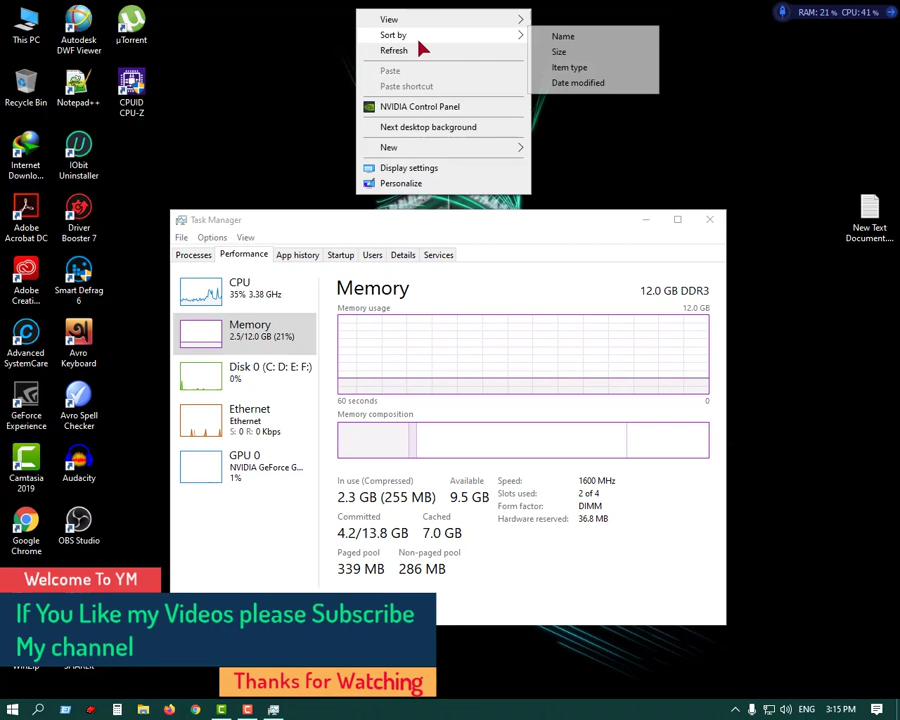 This PC
Autodesk
DWF Viewer
µTorrent
Recycle Bin
Notepad++
CPUID
CPU-Z
Internet
Downlo...
IObit
Uninstaller
Adobe
Acrobat DC
Driver
Booster 7
Adobe
Creati...
Smart Defrag
6
Advanced
SystemCare
Avro
Keyboard
GeForce
Experience
Avro Spell
Checker
Camtasia
2019
Audacity
Google
Chrome
OBS Studio
View
Sort by
Refresh
Paste
Paste shortcut
NVIDIA Control Panel
Next desktop background
New
Display settings
Personalize
Name
Size
Item type
Date modified
RAM: 21 % CPU: 41 %
New Text
Document....
Task Manager
File Options View
Processes Performance App history Startup Users Details Services
CPU
35% 3.38 GHz
Memory
2.5/12.0 GB (21%)
Disk 0 (C: D: E: F:)
0%
Ethernet
Ethernet
S: 0 R: 0 Kbps
GPU 0
NVIDIA GeForce G...
1%
Memory 12.0 GB DDR3
Memory usage 12.0 GB
60 seconds 0
Memory composition
In use (Compressed) Available
2.3 GB (255 MB) 9.5 GB
Committed Cached
4.2/13.8 GB 7.0 GB
Paged pool Non-paged pool
339 MB 286 MB
Speed: 1600 MHz
Slots used: 2 of 4
Form factor: DIMM
Hardware reserved: 36.8 MB
Welcome To YM
If You Like my Videos please Subscribe
My channel
Thanks for Watching
ENG 3:15 PM